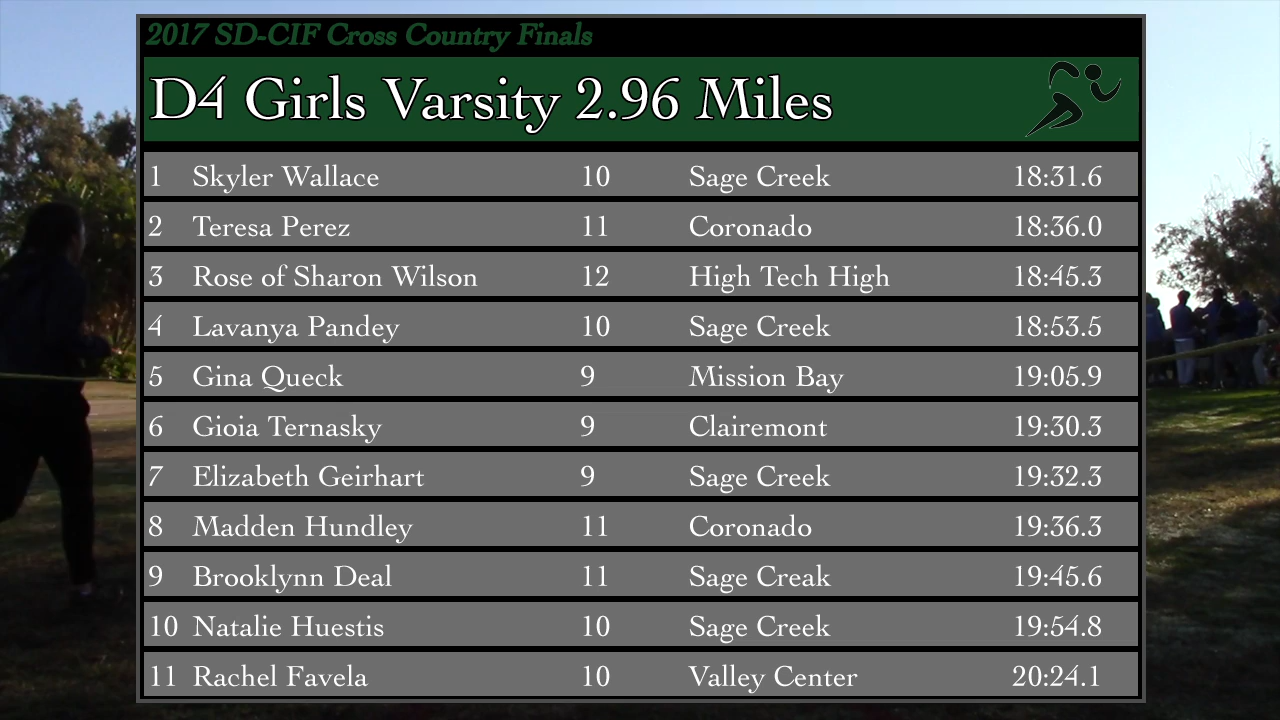 2017 SD-CIF Cross Country Finals
D4 Girls Varsity 2.96 Miles
1 Skyler Wallace 10 Sage Creek 18:31.6
2 Teresa Perez 11 Coronado 18:36.0
3 Rose of Sharon Wilson 12 High Tech High 18:45.3
4 Lavanya Pandey 10 Sage Creek 18:53.5
5 Gina Queck 9 Mission Bay 19:05.9
6 Gioia Ternasky 9 Clairemont 19:30.3
7 Elizabeth Geirhart 9 Sage Creek 19:32.3
8 Madden Hundley 11 Coronado 19:36.3
9 Brooklynn Deal 11 Sage Creak 19:45.6
10 Natalie Huestis 10 Sage Creek 19:54.8
11 Rachel Favela 10 Valley Center 20:24.1